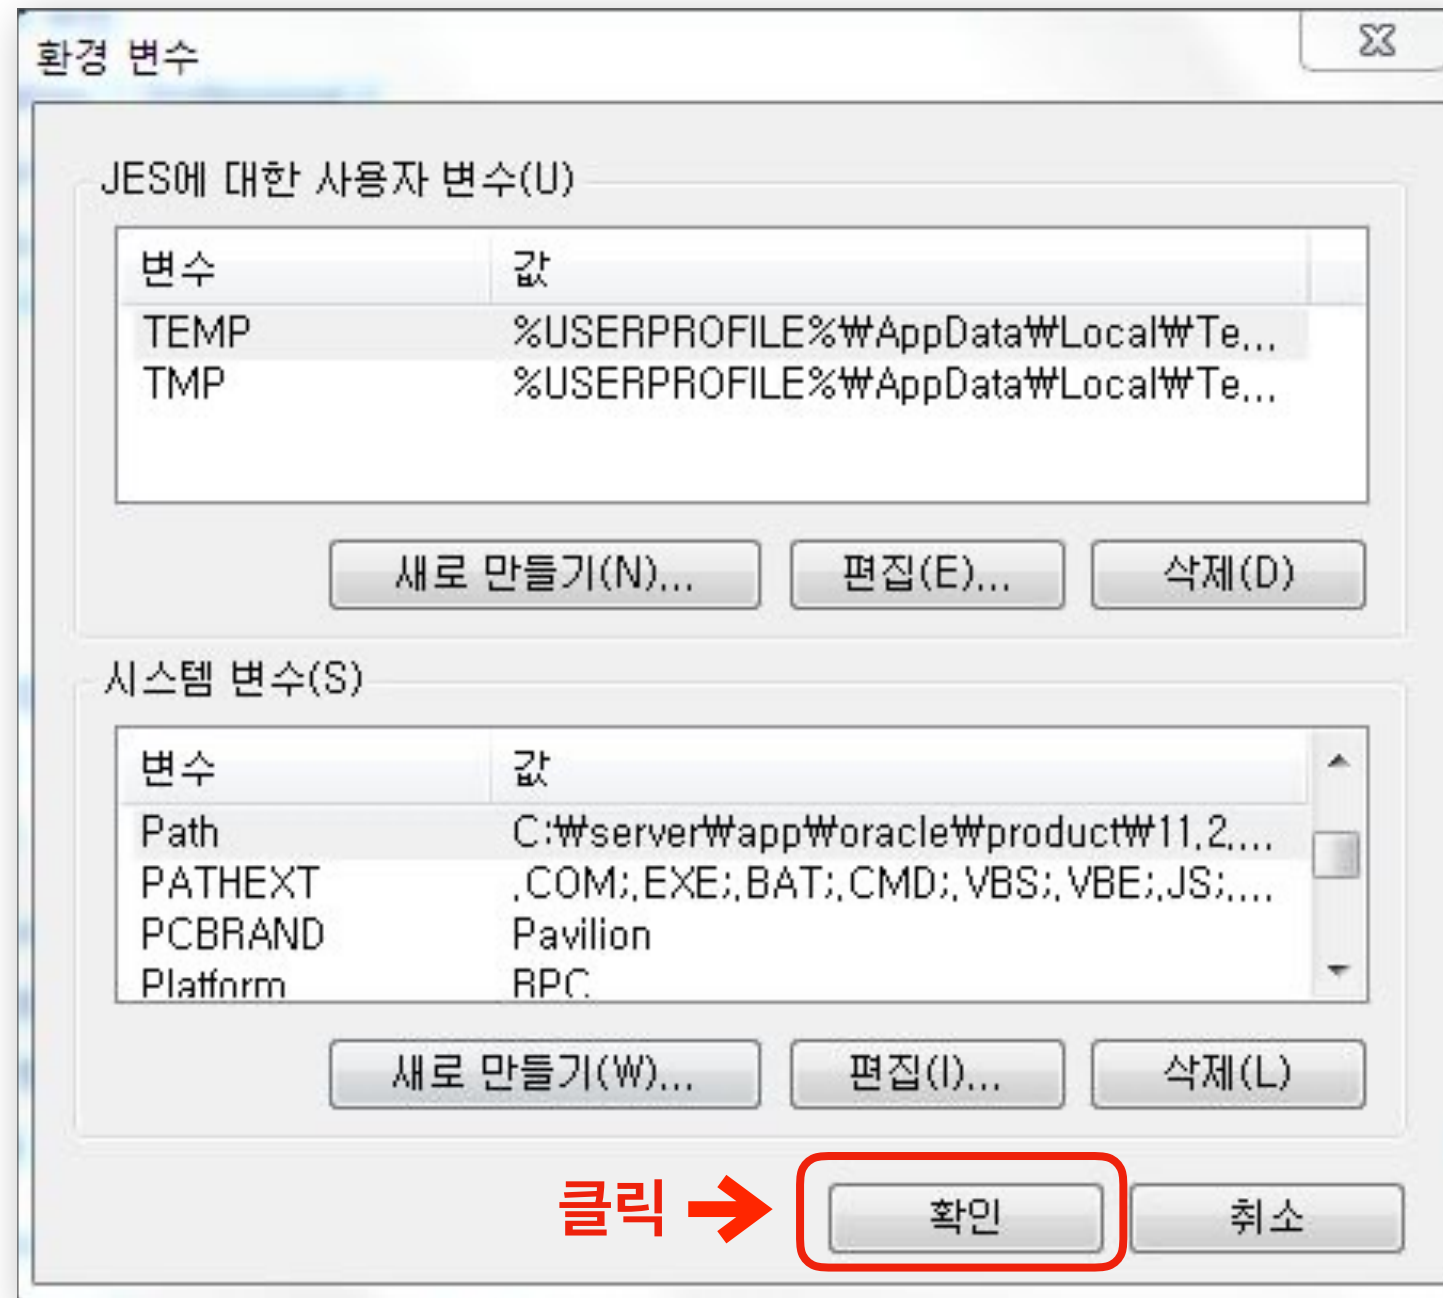 환경 변수
JES에 대한 사용자 변수(U)
변수 값
TEMP %USERPROFILE%₩AppData₩Local₩Te...
TMP %USERPROFILE%₩AppData₩Local₩Te...
새로 만들기(N)... 편집(E)... 삭제(D)
시스템 변수(S)
변수 값
Path C:₩server₩app₩oracle₩product₩11.2....
PATHEXT .COM;.EXE;.BAT;.CMD;.VBS;.VBE;.JS;....
PCBRAND Pavilion
Platform BPC
새로 만들기(W)... 편집(I)... 삭제(L)
클릭 → 확인 취소